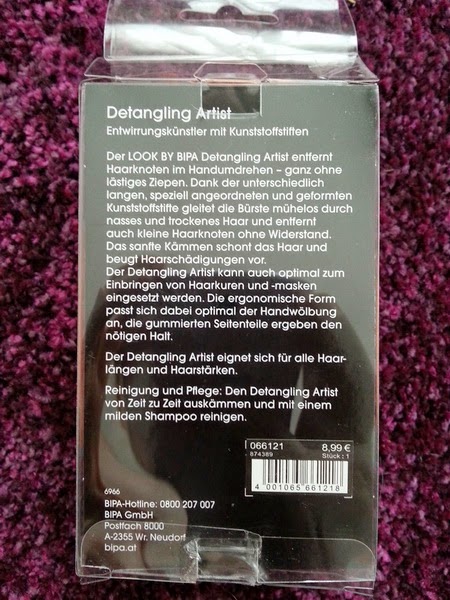 Detangling Artist
Entwirrungskünstler mit Kunststoffstiften
Der LOOK BY BIPA Detangling Artist entfernt
Haarknoten im Handumdrehen – ganz ohne
lästiges Ziepen. Dank der unterschiedlich
langen, speziell angeordneten und geformten
Kunststoffstifte gleitet die Bürste mühelos durch
nasses und trockenes Haar und entfernt
auch kleine Haarknoten ohne Widerstand.
Das sanfte Kämmen schont das Haar und
beugt Haarschädigungen vor.
Der Detangling Artist kann auch optimal zum
Einbringen von Haarkuren und -masken
eingesetzt werden. Die ergonomische Form
passt sich dabei optimal der Handwölbung
an, die gummierten Seitenteile ergeben den
nötigen Halt.
Der Detangling Artist eignet sich für alle Haar-
längen und Haarstärken.
Reinigung und Pflege: Den Detangling Artist
von Zeit zu Zeit auskämmen und mit einem
milden Shampoo reinigen.
066121 8,99 €
874389 Stück : 1
4 001065 661218
6966
BIPA-Hotline: 0800 207 007
BIPA GmbH
Postfach 8000
A-2355 Wr. Neudorf
bipa.at